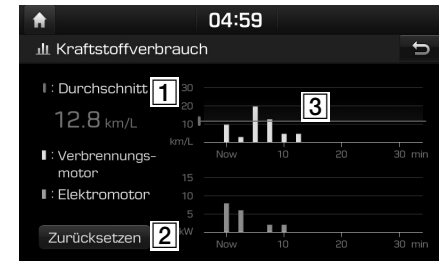 04:59
Kraftstoffverbrauch
: Durchschnitt
1
12.8 km/L
: Verbrennungs-
motor
: Elektromotor
Zurücksetzen
2
30
20
10
km/L
3
Now 10 20 30 min
15
10
5
kW
Now 10 20 30 min